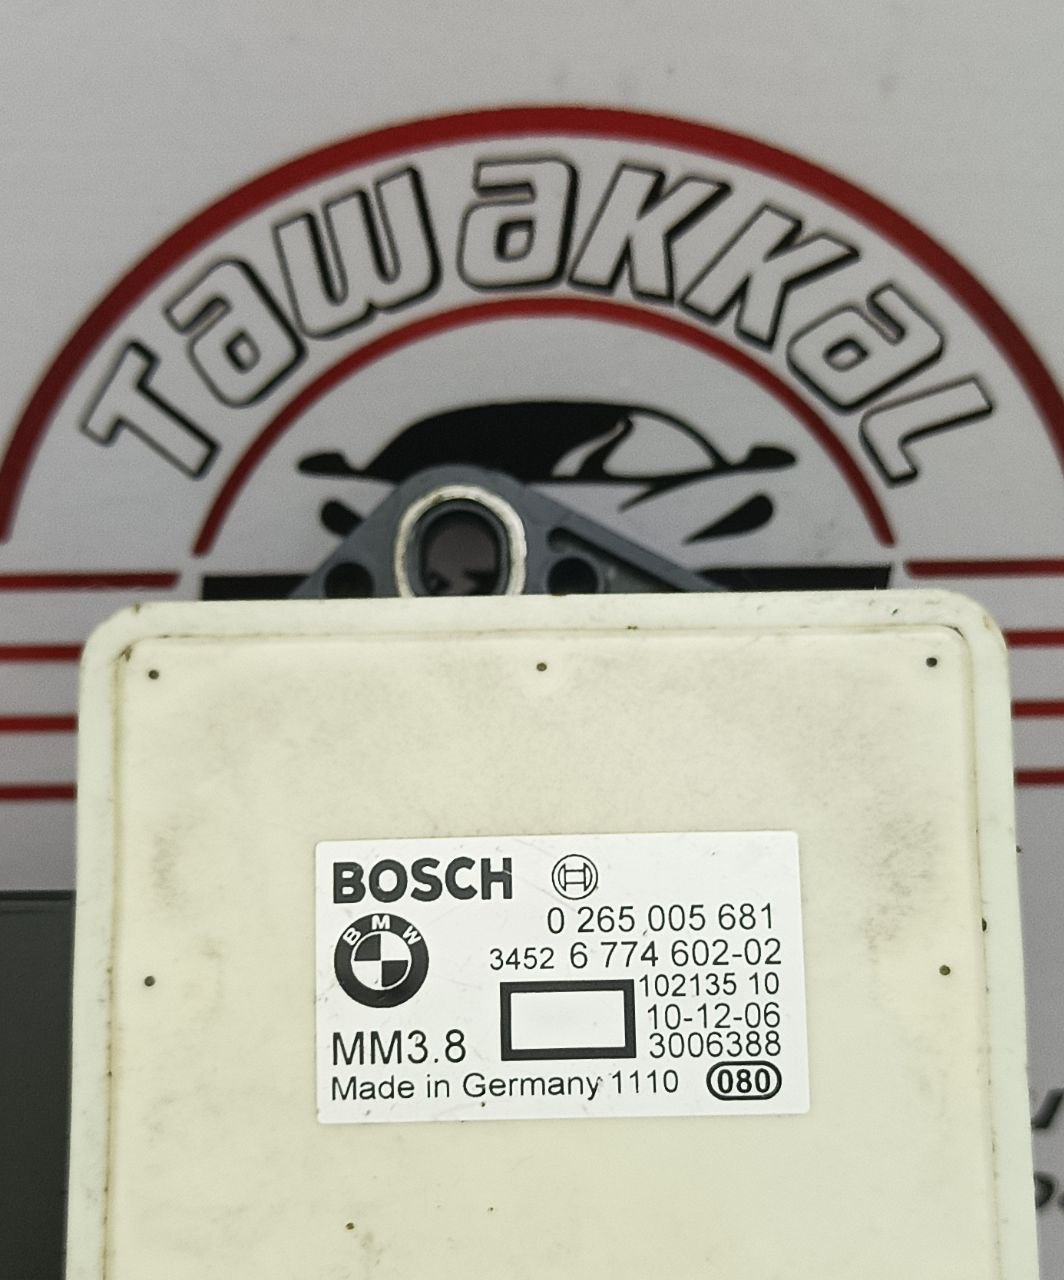 Tawakkal
BOSCH
0 265 005 681
BMW
3452 6 774 602-02
102135 10
10-12-06
MM3.8
3006388
Made in Germany 1110 080